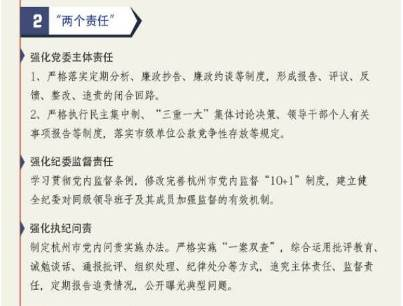 2 “两个责任”
强化党委主体责任
1、严格落实定期分析、廉政抄告、廉政约谈等制度，形成报告、评议、反
馈、整改、追责的闭合回路。
2、严格执行民主集中制、“三重一大”集体讨论决策、领导干部个人有关
事项报告等制度，落实市级单位公款竞争性存放等规定。
强化纪委监督责任
学习贯彻党内监督条例，修改完善杭州市党内监督“10+1”制度，建立健
全纪委对同级领导班子及其成员加强监督的有效机制。
强化执纪问责
制定杭州市党内问责实施办法。严格实施“一案双查”，综合运用批评教育、
诫勉谈话、通报批评、组织处理、纪律处分等方式，追究主体责任、监督责
任，定期报告追责情况，公开曝光典型问题。